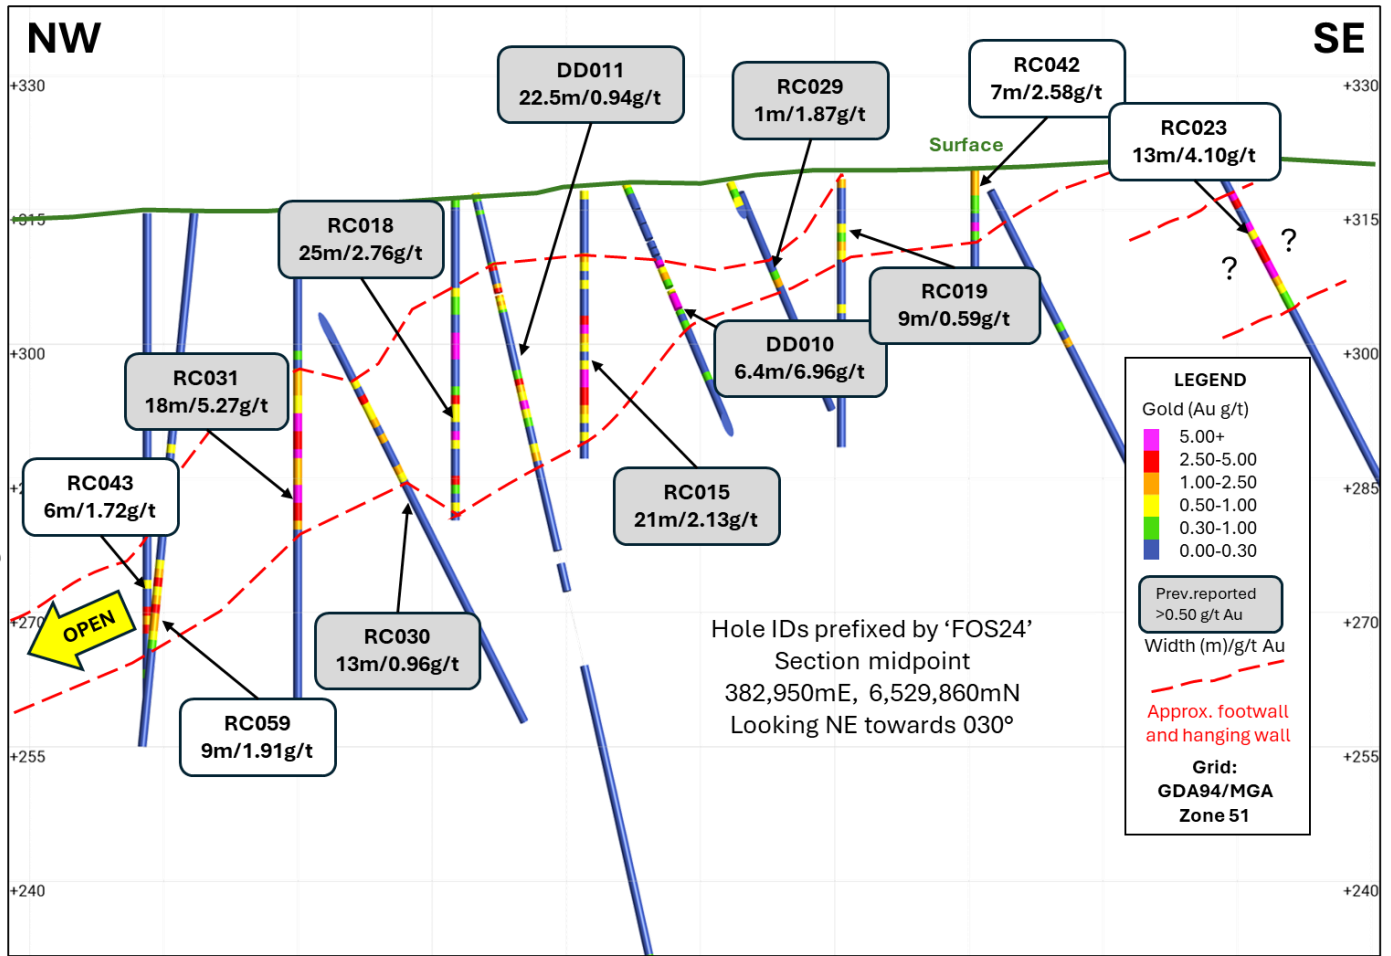 NW
SE
+330
+330
DD011
22.5m/0.94g/t
RC029
1m/1.87g/t
RC042
7m/2.58g/t
RC023
13m/4.10g/t
Surface
+315
+315
RC018
25m/2.76g/t
?
?
RC019
9m/0.59g/t
+300
+300
DD010
6.4m/6.96g/t
RC031
18m/5.27g/t
LEGEND
Gold (Au g/t)
5.00+
2.50-5.00
1.00-2.50
0.50-1.00
0.30-1.00
0.00-0.30
RC043
6m/1.72g/t
RC015
21m/2.13g/t
+285
Prev.reported
>0.50 g/t Au
Width (m)/g/t Au
Approx. footwall
and hanging wall
Grid:
GDA94/MGA
Zone 51
OPEN
+270
+270
RC030
13m/0.96g/t
Hole IDs prefixed by ‘FOS24’
Section midpoint
382,950mE, 6,529,860mN
Looking NE towards 030°
RC059
9m/1.91g/t
+255
+255
+240
+240